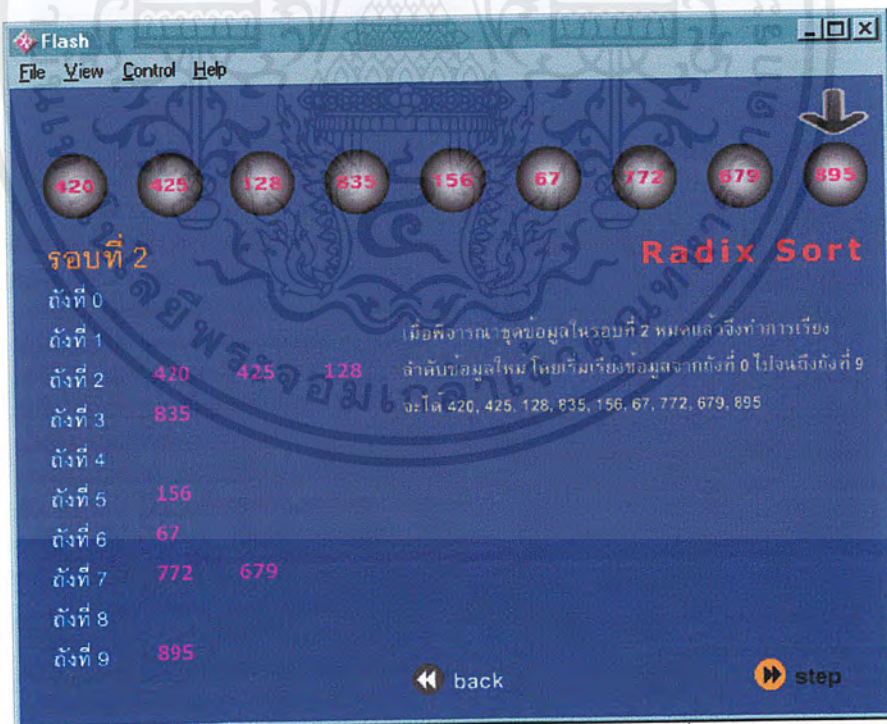 Flash
File View Control Help
420 425 128 835 156 67 772 679 895
รอบที่ 2
Radix Sort
ถังที่ 0
ถังที่ 1
เมื่อพิจารณาชุดข้อมูลในรอบที่ 2 หมดแล้วจึงทำการเรียง
ถังที่ 2 420 425 128
ลำดับข้อมูลใหม่ โดยเริ่มเรียงข้อมูลจากถังที่ 0 ไปจนถึงถังที่ 9
ถังที่ 3 835
จะได้ 420, 425, 128, 835, 156, 67, 772, 679, 895
ถังที่ 4
ถังที่ 5 156
ถังที่ 6 67
ถังที่ 7 772 679
ถังที่ 8
ถังที่ 9 895
back step